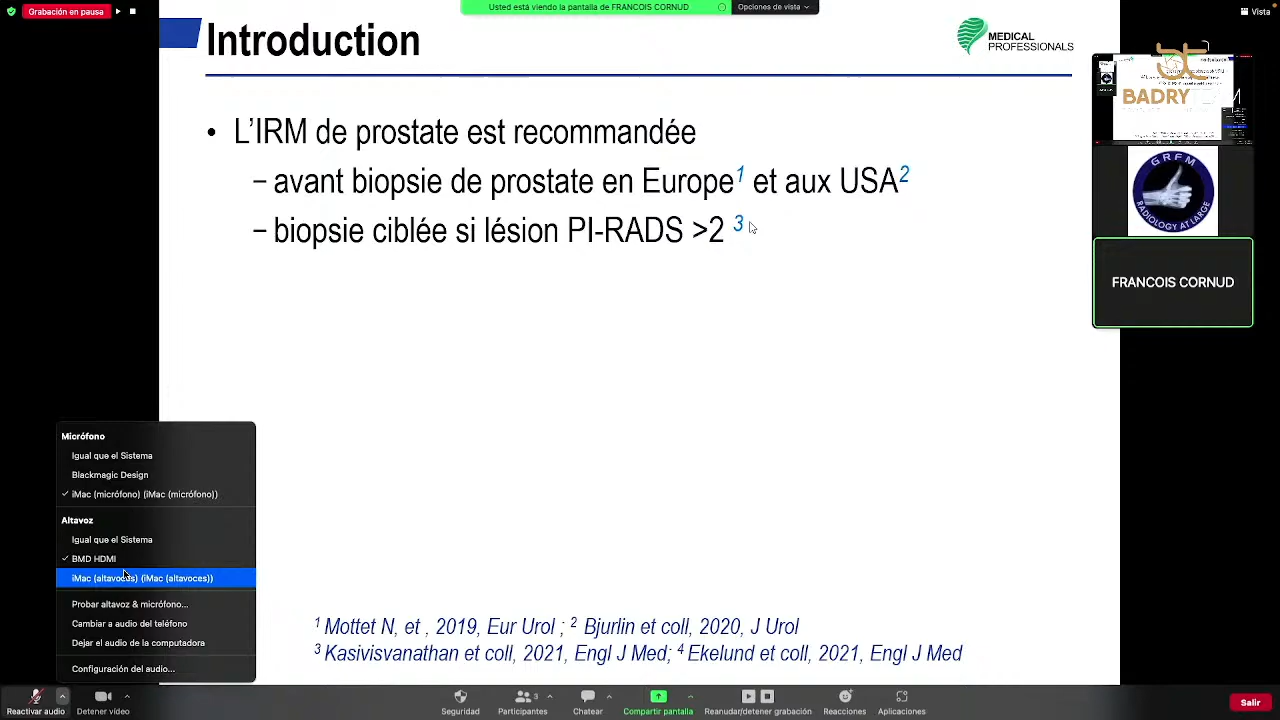 Grabación en pausa
Usted está viendo la pantalla de FRANCOIS CORNUD
Opciones de vista
Vista
Introduction
MEDICAL
PROFESSIONALS
BADRY
• L'IRM de prostate est recommandée
– avant biopsie de prostate en Europe1 et aux USA2
– biopsie ciblée si lésion PI-RADS >2 3
GRFM
RADIOLOGY AT LARGE
FRANCOIS CORNUD
Micrófono
Igual que el Sistema
Blackmagic Design
✓ iMac (micrófono) (iMac (micrófono))
Altavoz
Igual que el Sistema
✓ BMD HDMI
iMac (altavoces) (iMac (altavoces))
Probar altavoz & micrófono...
Cambiar a audio del teléfono
Dejar el audio de la computadora
Configuración del audio...
1 Mottet N, et , 2019, Eur Urol ; 2 Bjurlin et coll, 2020, J Urol
3 Kasivisvanathan et coll, 2021, Engl J Med; 4 Ekelund et coll, 2021, Engl J Med
Reactivar audio
Detener video
Seguridad
3
Participantes
Chatear
Compartir pantalla
Reanudar/detener grabación
Reacciones
Aplicaciones
Salir